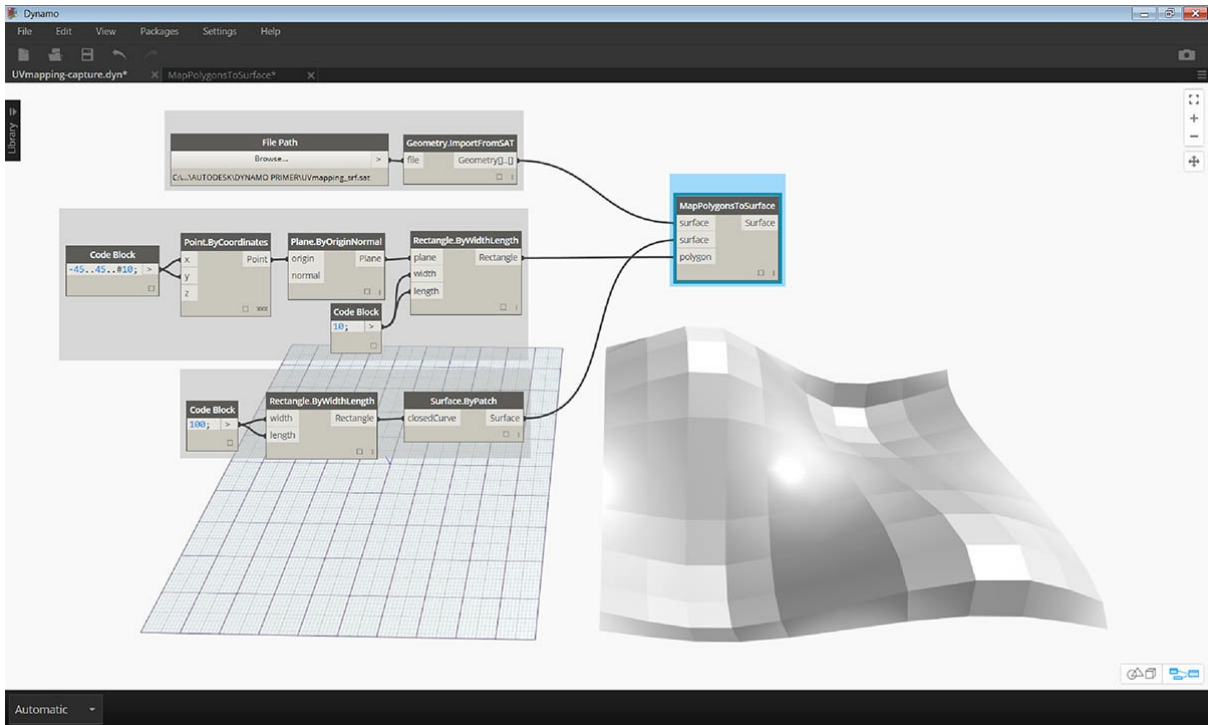 Dynamo
File Edit View Packages Settings Help
UVmapping-capture.dyn* MapPolygonsToSurface*
Library
File Path
Browse... >
C:\...\AUTODESK\DYNAMO PRIMER\UVmapping_srf.sat
Geometry.ImportFromSAT
file Geometry[]..[]
Code Block
-45..45..#10; >
Point.ByCoordinates
x Point
y
z
xxx
Plane.ByOriginNormal
origin Plane
normal
Rectangle.ByWidthLength
plane Rectangle
width
length
Code Block
10; >
Code Block
100; >
Rectangle.ByWidthLength
width Rectangle
length
Surface.ByPatch
closedCurve Surface
MapPolygonsToSurface
surface Surface
surface
polygon
Automatic